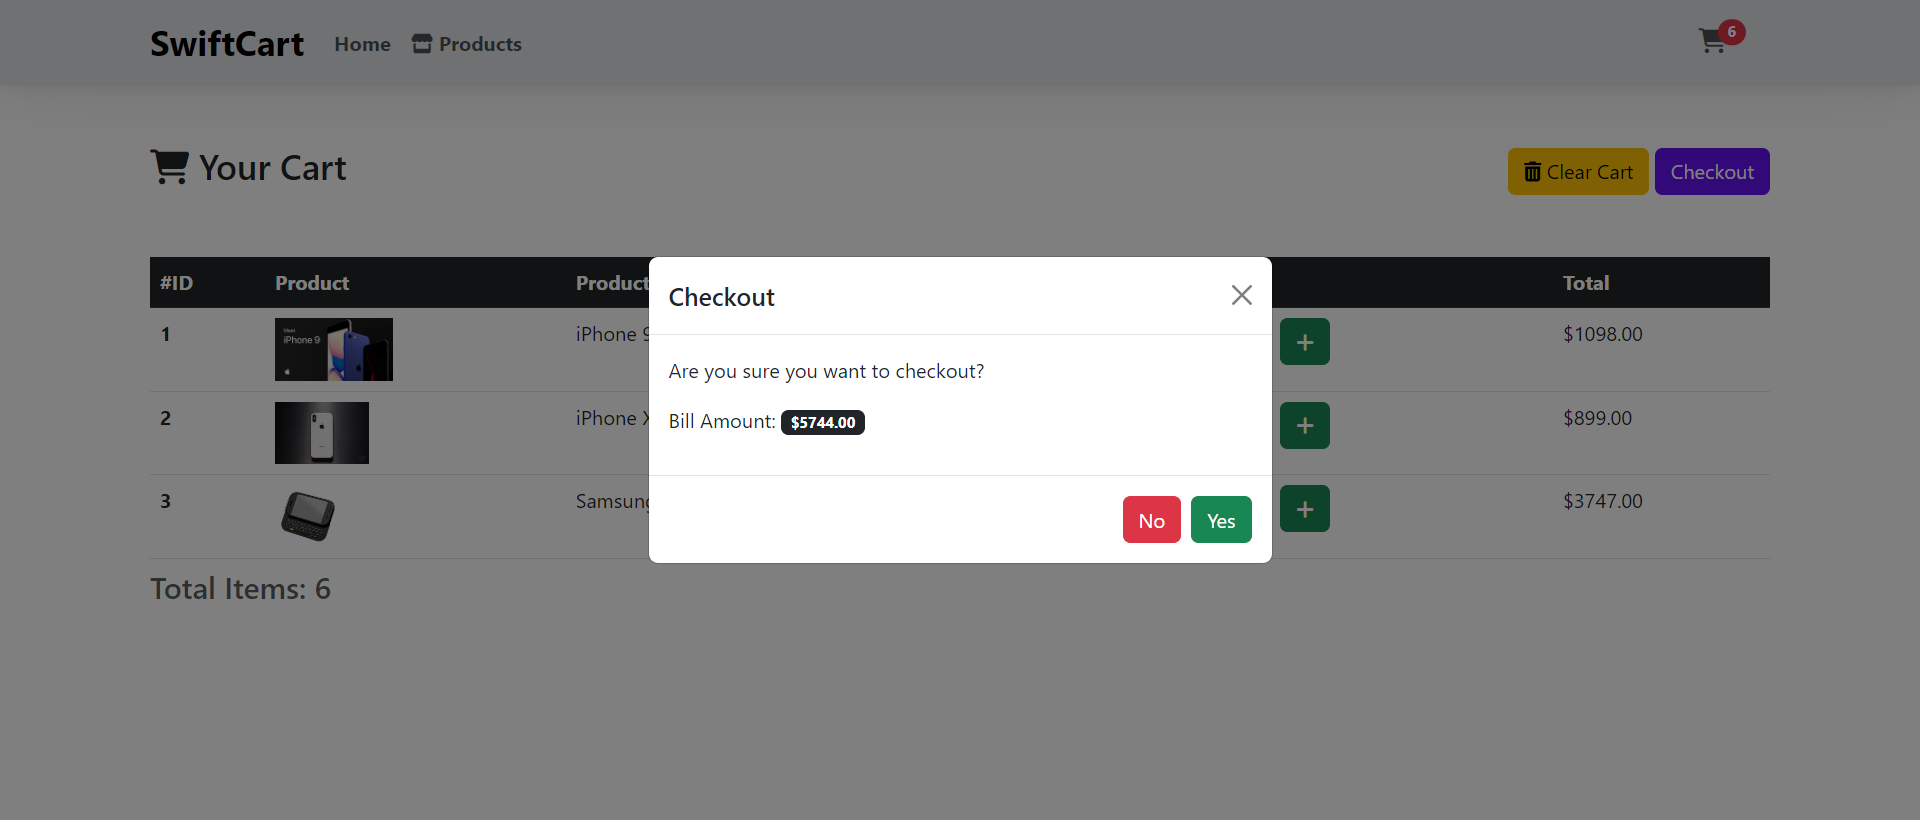 SwiftCart Home Products 6
Your Cart
Clear Cart Checkout
#ID Product Product Total
1 Meet iPhone 9 iPhone 9 + $1098.00
2 iPhone X + $899.00
3 Samsung + $3747.00
Total Items: 6
Checkout
Are you sure you want to checkout?
Bill Amount: $5744.00
No Yes